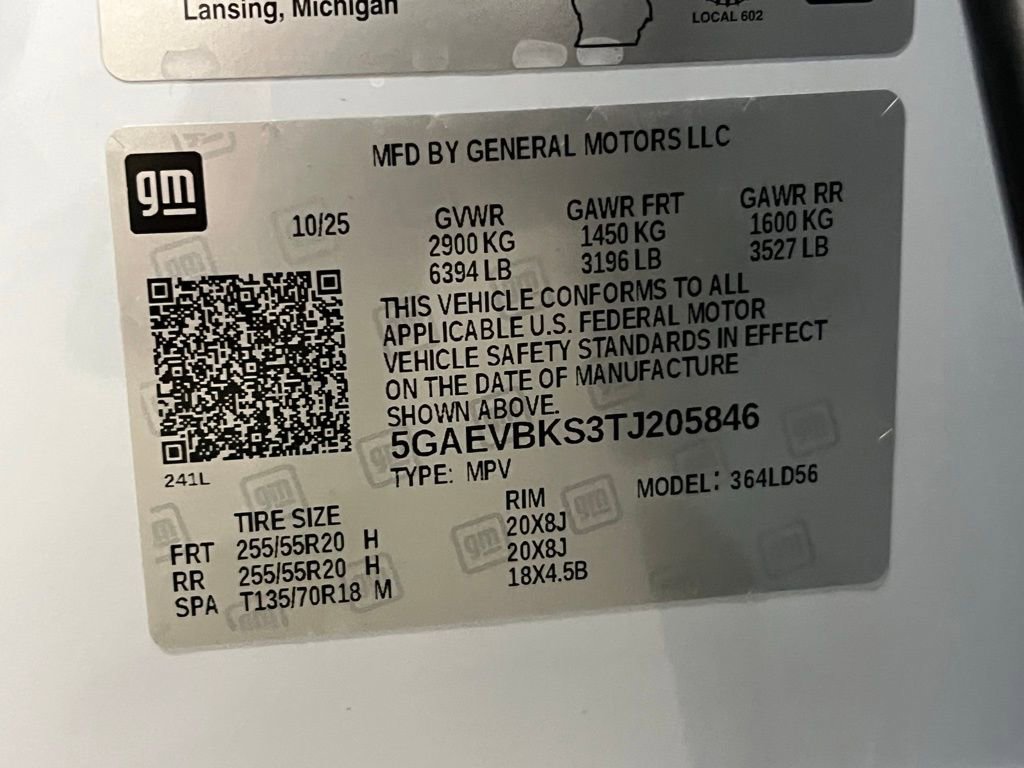 Lansing, Michigan
LOCAL 602
gm
MFD BY GENERAL MOTORS LLC
10/25
GVWR GAWR FRT GAWR RR
2900 KG 1450 KG 1600 KG
6394 LB 3196 LB 3527 LB
THIS VEHICLE CONFORMS TO ALL
APPLICABLE U.S. FEDERAL MOTOR
VEHICLE SAFETY STANDARDS IN EFFECT
ON THE DATE OF MANUFACTURE
SHOWN ABOVE.
5GAEVBKS3TJ205846
241L
TYPE: MPV MODEL: 364LD56
TIRE SIZE RIM
FRT 255/55R20 H 20X8J
RR 255/55R20 H 20X8J
SPA T135/70R18 M 18X4.5B